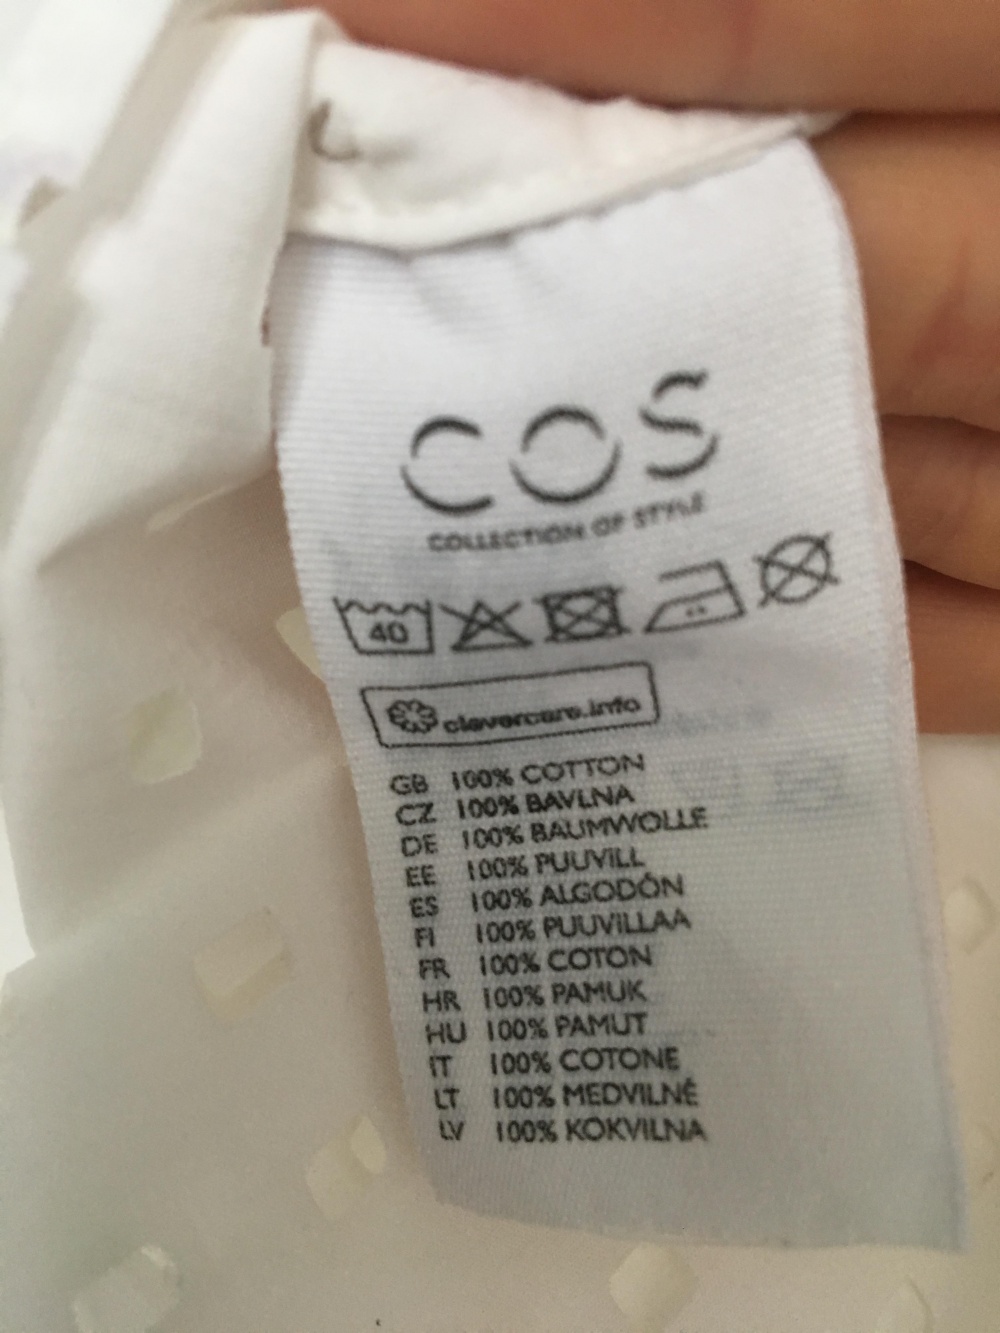 COS
COLLECTION OF STYLE
40
clevercare.info
GB 100% COTTON
CZ 100% BAVLNA
DE 100% BAUMWOLLE
EE 100% PUUVILL
ES 100% ALGODÓN
FI 100% PUUVILLAA
FR 100% COTON
HR 100% PAMUK
HU 100% PAMUT
IT 100% COTONE
LT 100% MEDVILNĖ
LV 100% KOKVILNA